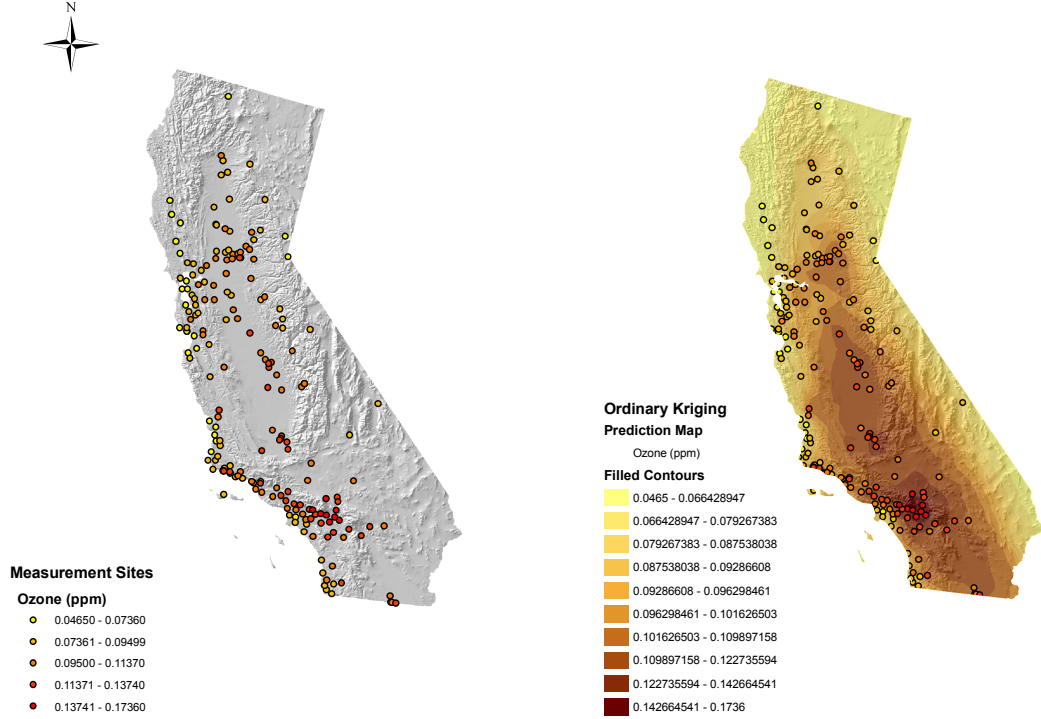 N
Measurement Sites
Ozone (ppm)
0.04650 - 0.07360
0.07361 - 0.09499
0.09500 - 0.11370
0.11371 - 0.13740
0.13741 - 0.17360
Ordinary Kriging
Prediction Map
Ozone (ppm)
Filled Contours
0.0465 - 0.066428947
0.066428947 - 0.079267383
0.079267383 - 0.087538038
0.087538038 - 0.09286608
0.09286608 - 0.096298461
0.096298461 - 0.101626503
0.101626503 - 0.109897158
0.109897158 - 0.122735594
0.122735594 - 0.142664541
0.142664541 - 0.1736